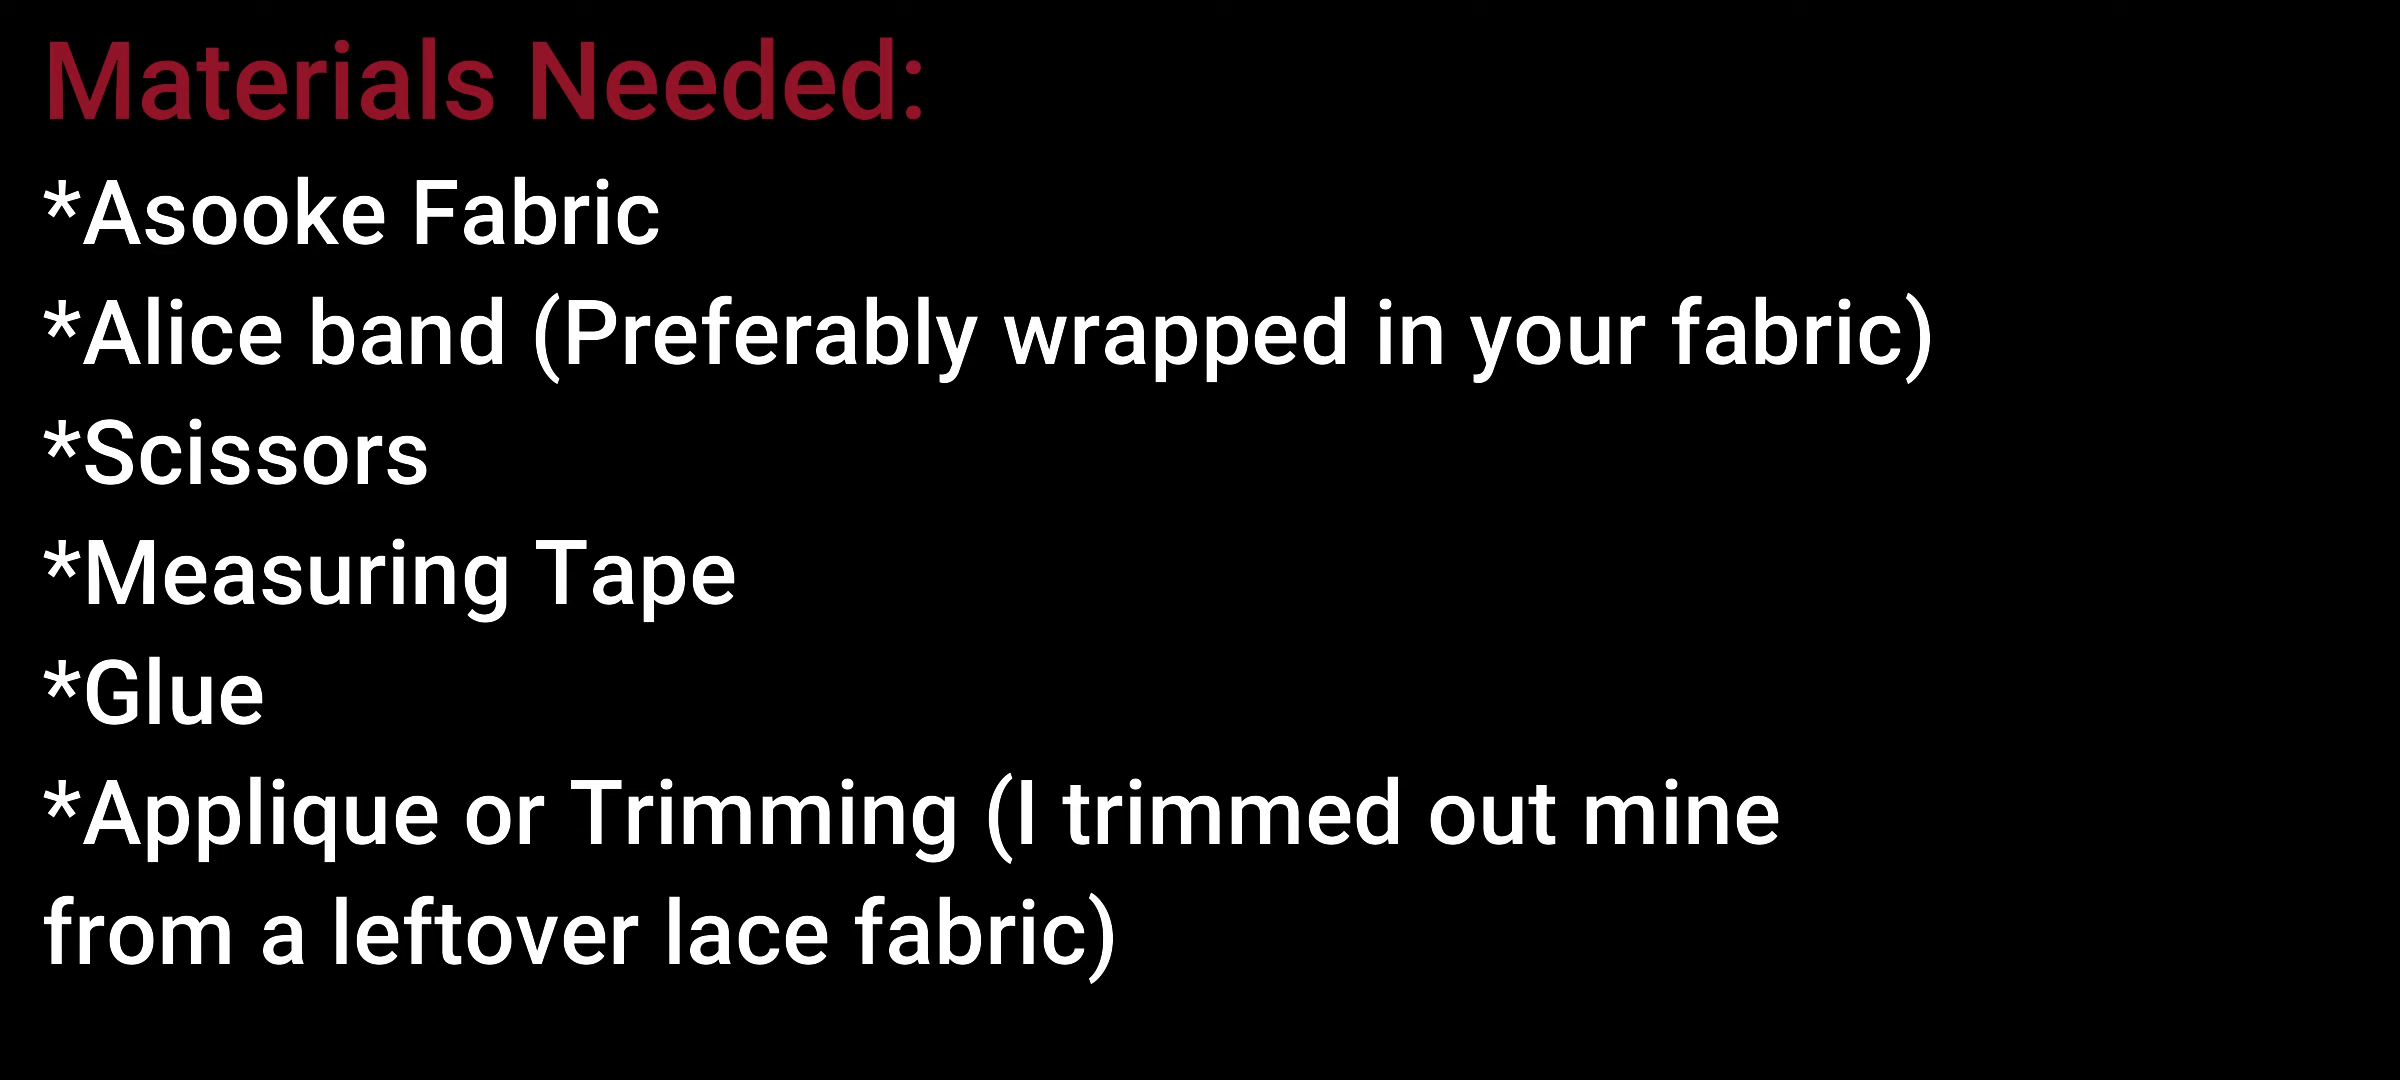 Materials Needed:
*Asooke Fabric
*Alice band (Preferably wrapped in your fabric)
*Scissors
*Measuring Tape
*Glue
*Applique or Trimming (I trimmed out mine
from a leftover lace fabric)